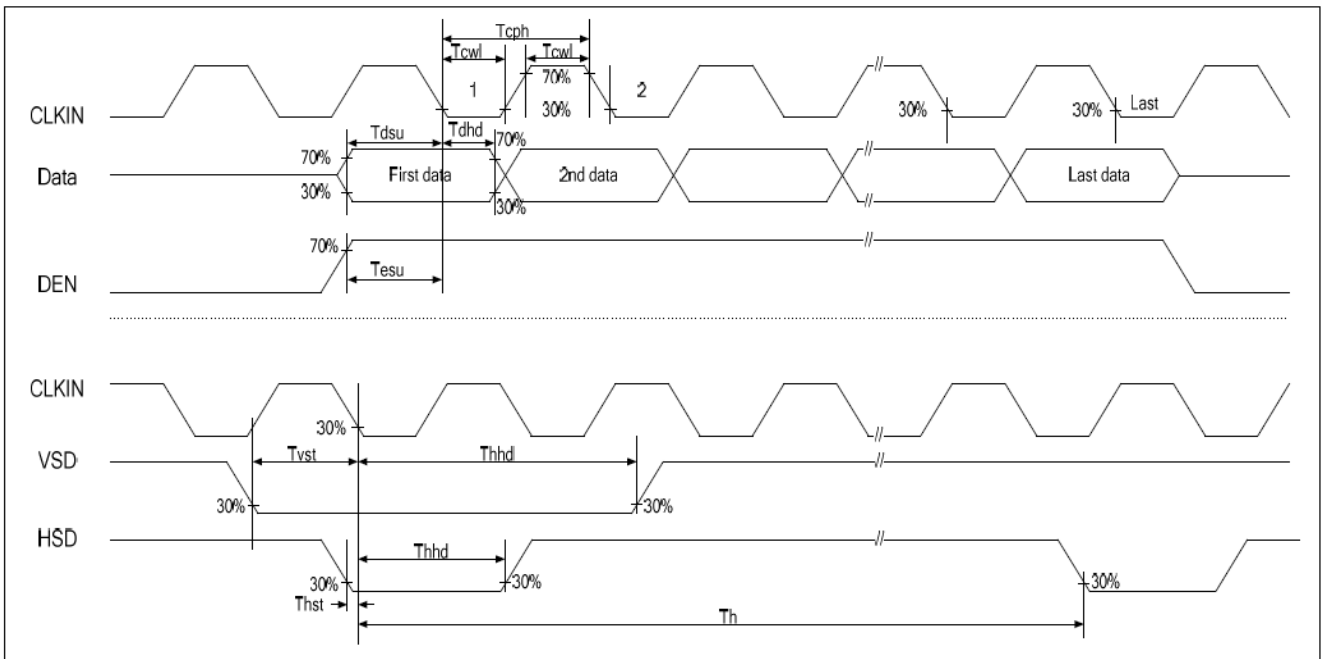 Tcph
Tcwl Tcwl
1 70% 2
CLKIN 30% 30% 30% Last
Tdsu Tdhd 70%
70%
Data First data 2nd data Last data
30% 30%
70%
DEN Tesu
CLKIN
30%
VSD Tvst Thhdl
30% 30%
HSD
Thhd
30% 30% 30%
Thst
Th